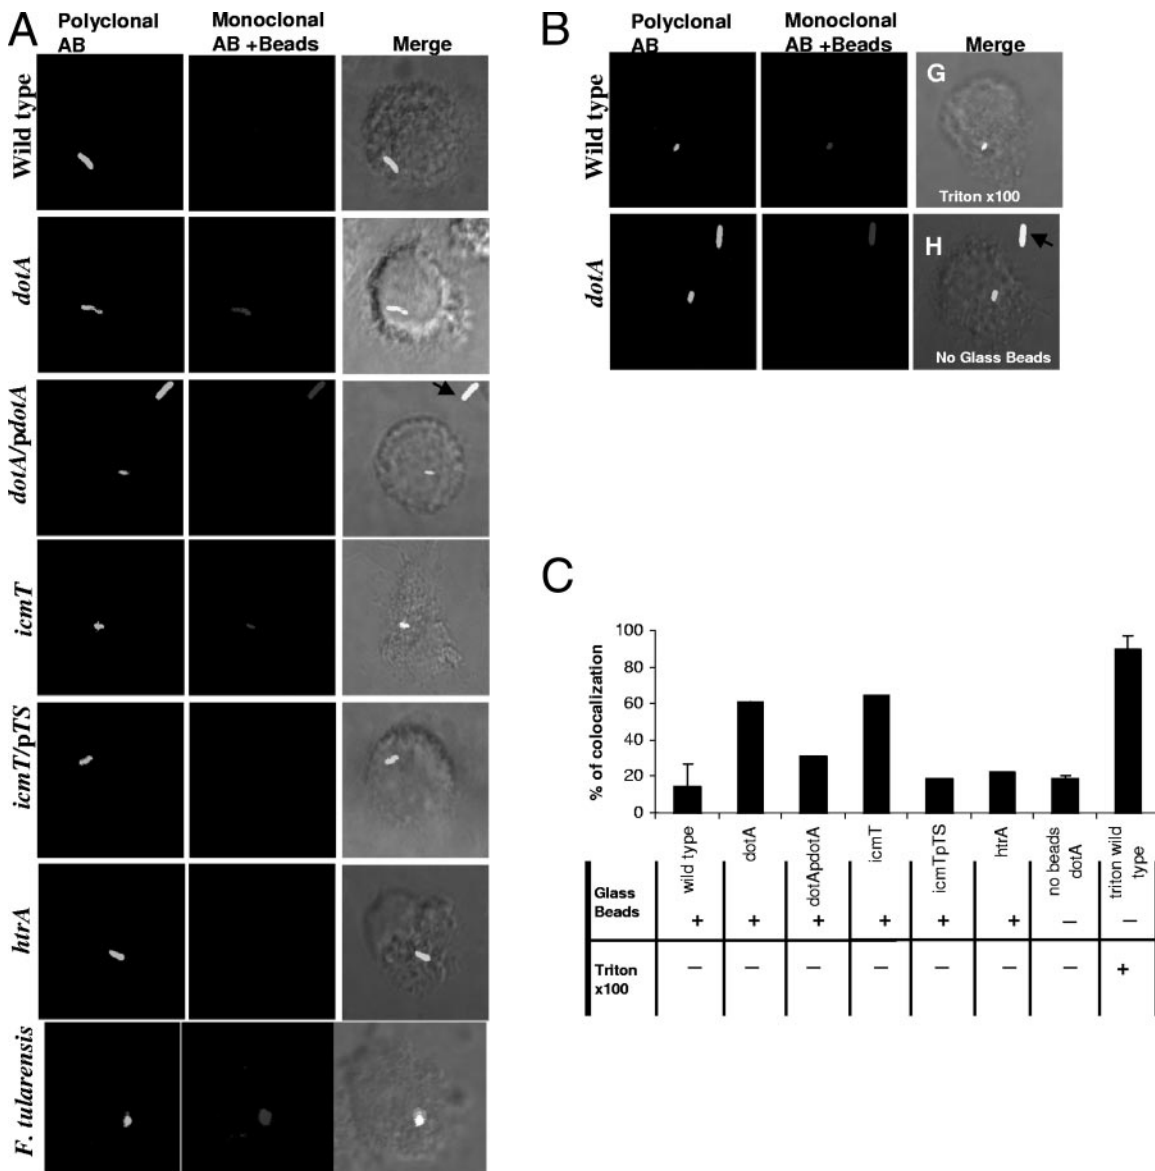 A
Polyclonal
AB
Monoclonal
AB +Beads
Merge
Wild type
dotA
dotA/pdotA
icmT
icmT/pTS
htrA
F. tularensis
B
Polyclonal
AB
Monoclonal
AB +Beads
Merge
Wild type
G
Triton x100
dotA
H
No Glass Beads
C
% of colocalization
100
80
60
40
20
0
wild type
dotA
dotApdotA
icmT
icmTpTS
htrA
no beads
dotA
triton wild
type
Glass
Beads
+ + + + + + – –
Triton
x100
– – – – – – – +